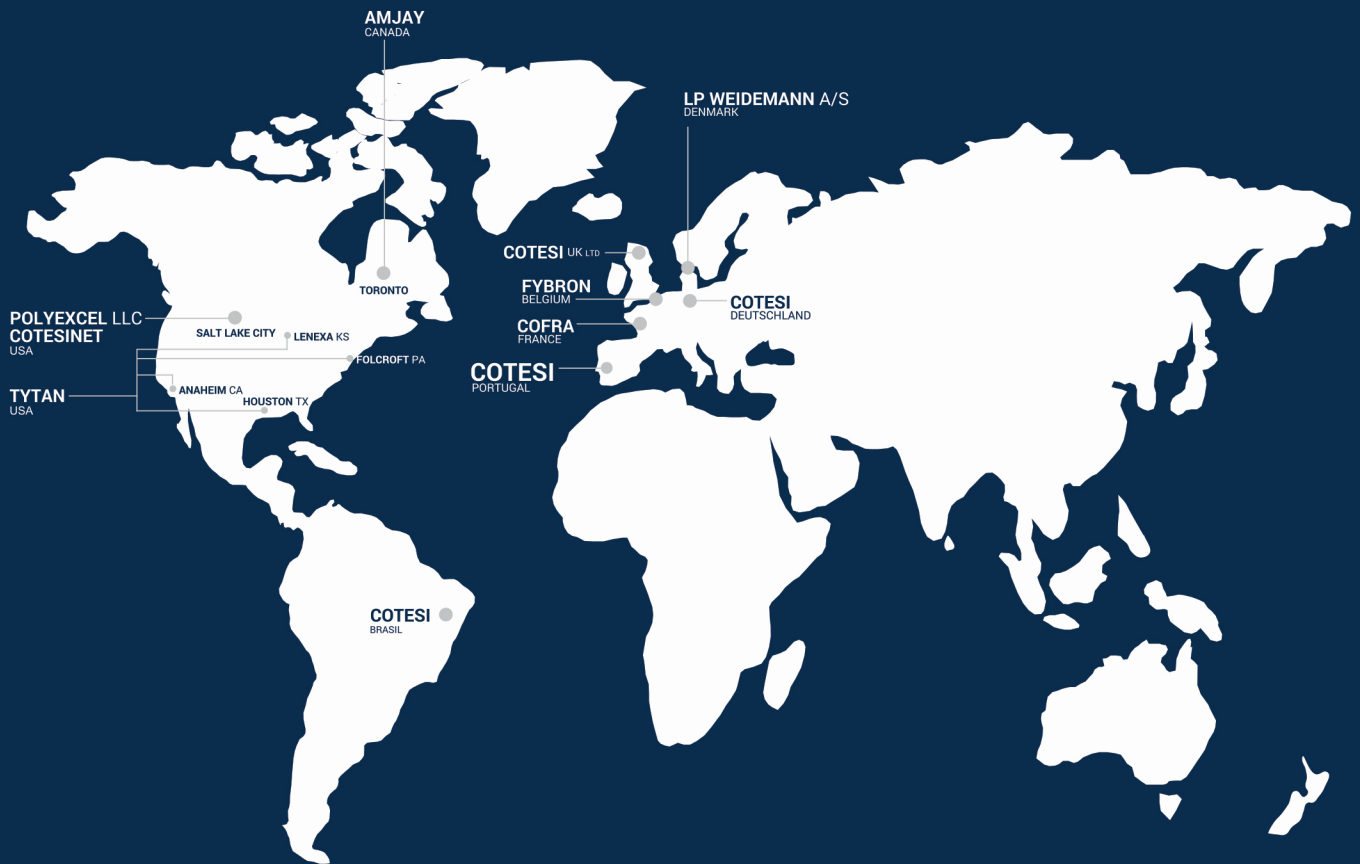 AMJAY
CANADA
LP WEIDEMANN A/S
DENMARK
COTESI UK LTD
FYBRON
BELGIUM
COTESI
DEUTSCHLAND
COFRA
FRANCE
COTESI
PORTUGAL
TORONTO
POLYEXCEL LLC
COTESINET
USA
SALT LAKE CITY
LENEXA KS
FOLCROFT PA
TYTAN
USA
ANAHEIM CA
HOUSTON TX
COTESI
BRASIL